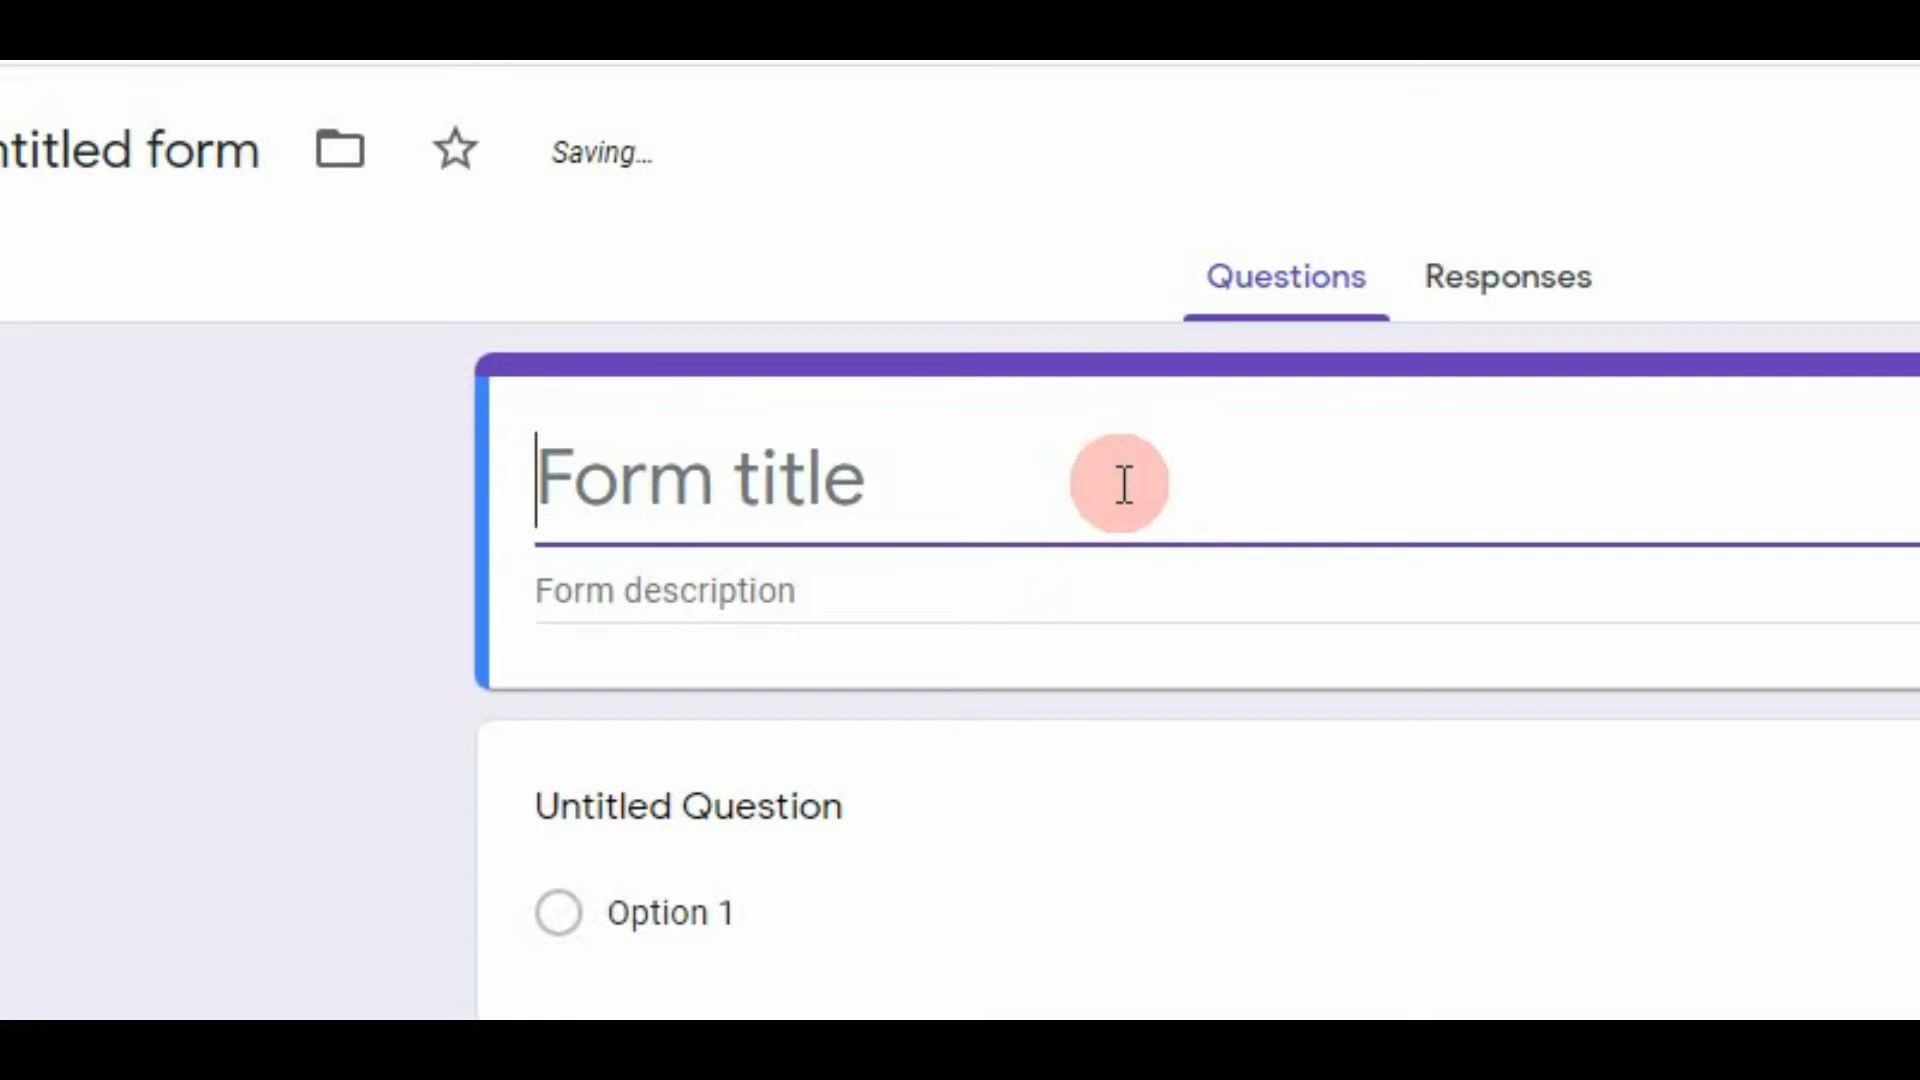 ntitled form
Saving...
Questions
Responses
Form title
Form description
Untitled Question
Option 1